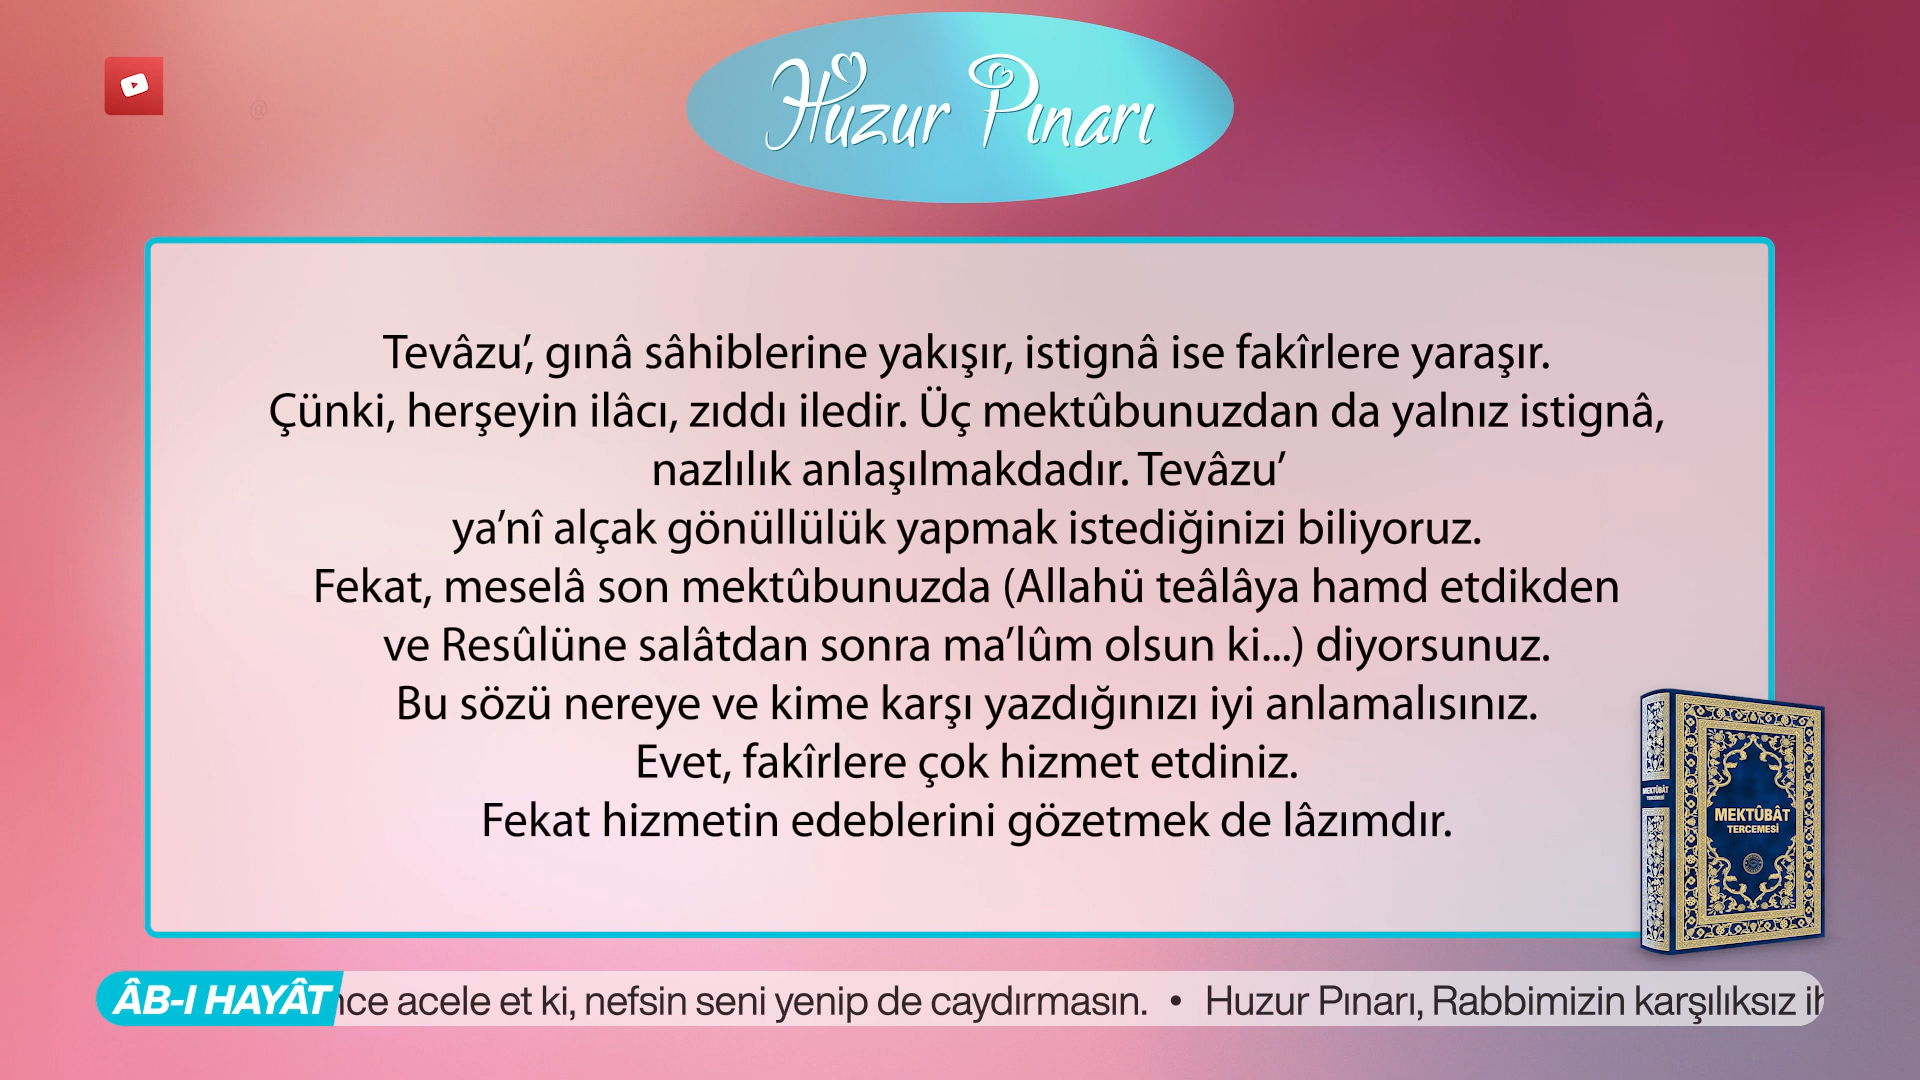 @
Huzur Pınarı
Tevâzu’, gınâ sâhiblerine yakışır, istignâ ise fakîrlere yaraşır.
Çünki, herşeyin ilâcı, zıddı iledir. Üç mektûbunuzdan da yalnız istignâ,
nazlılık anlaşılmakdadır. Tevâzu’
ya’nî alçak gönüllülük yapmak istediğinizi biliyoruz.
Fekat, meselâ son mektûbunuzda (Allahü teâlâya hamd etdikden
ve Resûlüne salâtdan sonra ma’lûm olsun ki...) diyorsunuz.
Bu sözü nereye ve kime karşı yazdığınızı iyi anlamalısınız.
Evet, fakîrlere çok hizmet etdiniz.
Fekat hizmetin edeblerini gözetmek de lâzımdır.
MEKTÛBÂT
TERCEMESİ
MEKTÛBÂT
TERCEMESİ
ÂB-I HAYÂT
acele et ki, nefsin seni yenip de caydırmasın. • Huzur Pınarı, Rabbimizin karşılıksız